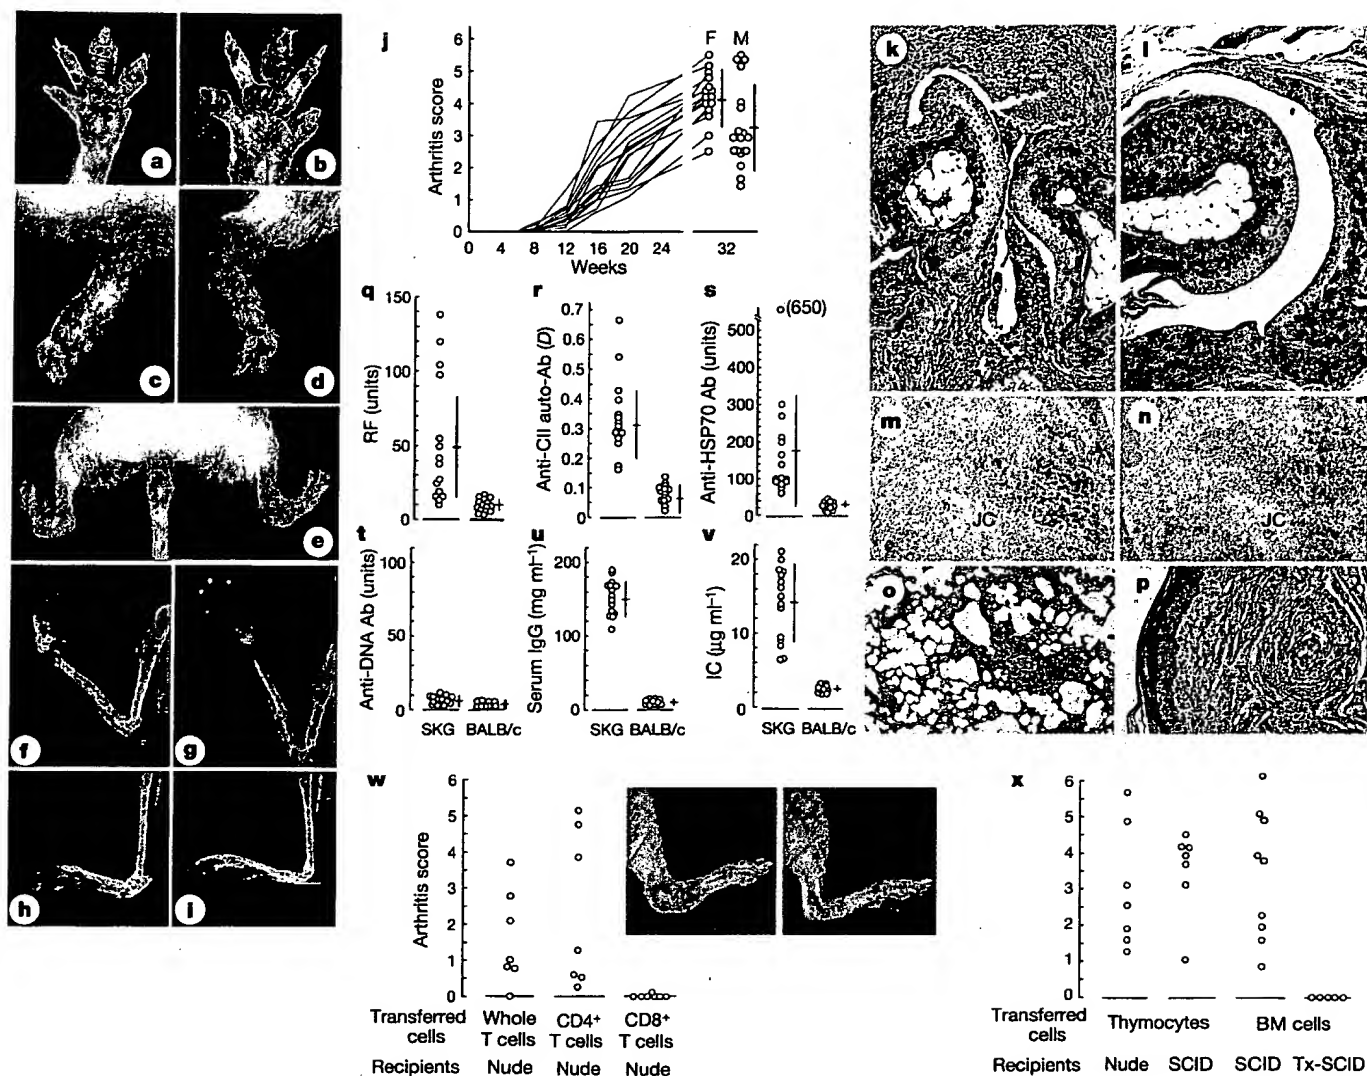 a
b
c
d
e
f
g
h
i
j
Arthritis score
6
5
4
3
2
1
0
0 4 8 12 16 20 24 32
Weeks
F M
k
l
m
JC
n
JC
o
p
q
RF (units)
150
100
50
0
r
Anti-CII auto-Ab (D)
0.7
0.6
0.5
0.4
0.3
0.2
0.1
0
s
Anti-HSP70 Ab (units)
(650)
500
400
300
200
100
0
t
Anti-DNA Ab (units)
100
50
0
SKG BALB/c
u
Serum IgG (mg ml⁻¹)
200
100
0
SKG BALB/c
v
IC (µg ml⁻¹)
20
10
0
SKG BALB/c
w
Arthritis score
6
5
4
3
2
1
0
Transferred cells
Whole T cells
CD4⁺ T cells
CD8⁺ T cells
Recipients Nude Nude Nude
x
6
5
4
3
2
1
0
Transferred cells
Thymocytes BM cells
Recipients Nude SCID SCID Tx-SCID